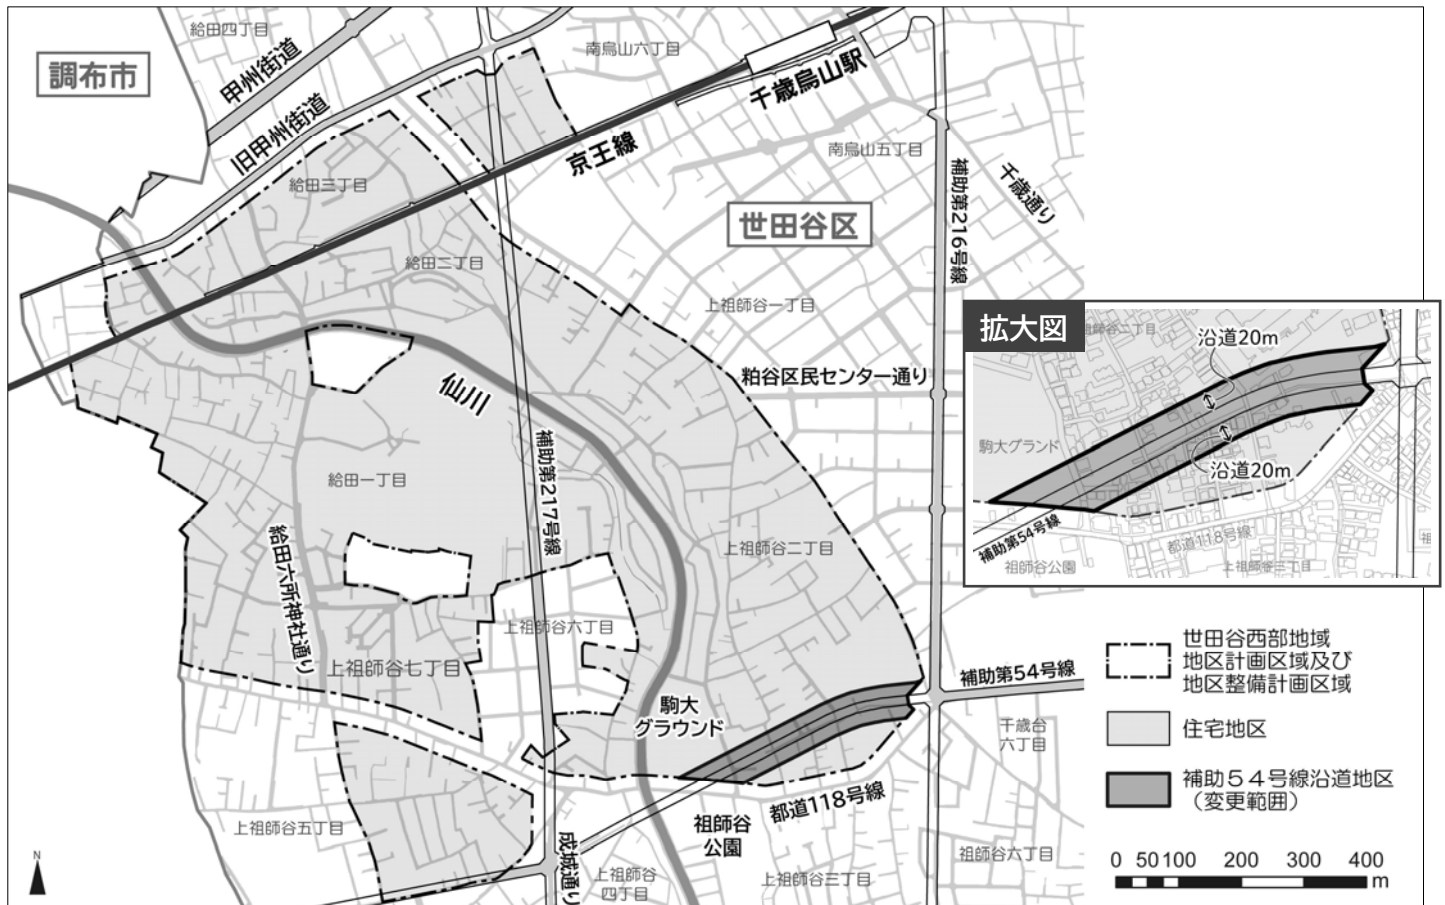 給田四丁目
調布市
甲州街道
旧甲州街道
南烏山六丁目
千歳烏山駅
京王線
給田三丁目
南烏山五丁目
千歳通り
補助第216号線
世田谷区
給田二丁目
上祖師谷一丁目
仙川
粕谷区民センター通り
給田一丁目
補助第217号線
給田六所神社通り
上祖師谷二丁目
上祖師谷六丁目
上祖師谷七丁目
駒大
グラウンド
補助第54号線
千歳台
六丁目
都道118号線
祖師谷
公園
上祖師谷五丁目
成城通り
上祖師谷
四丁目
上祖師谷三丁目
祖師谷六丁目
N
拡大図
祖師谷二丁目
沿道20m
駒大グランド
沿道20m
補助第54号線
都道118号線
祖師谷公園
上祖師谷三丁目
祖
世田谷西部地域
地区計画区域及び
地区整備計画区域
住宅地区
補助54号線沿道地区
（変更範囲）
0 50 100 200 300 400
m